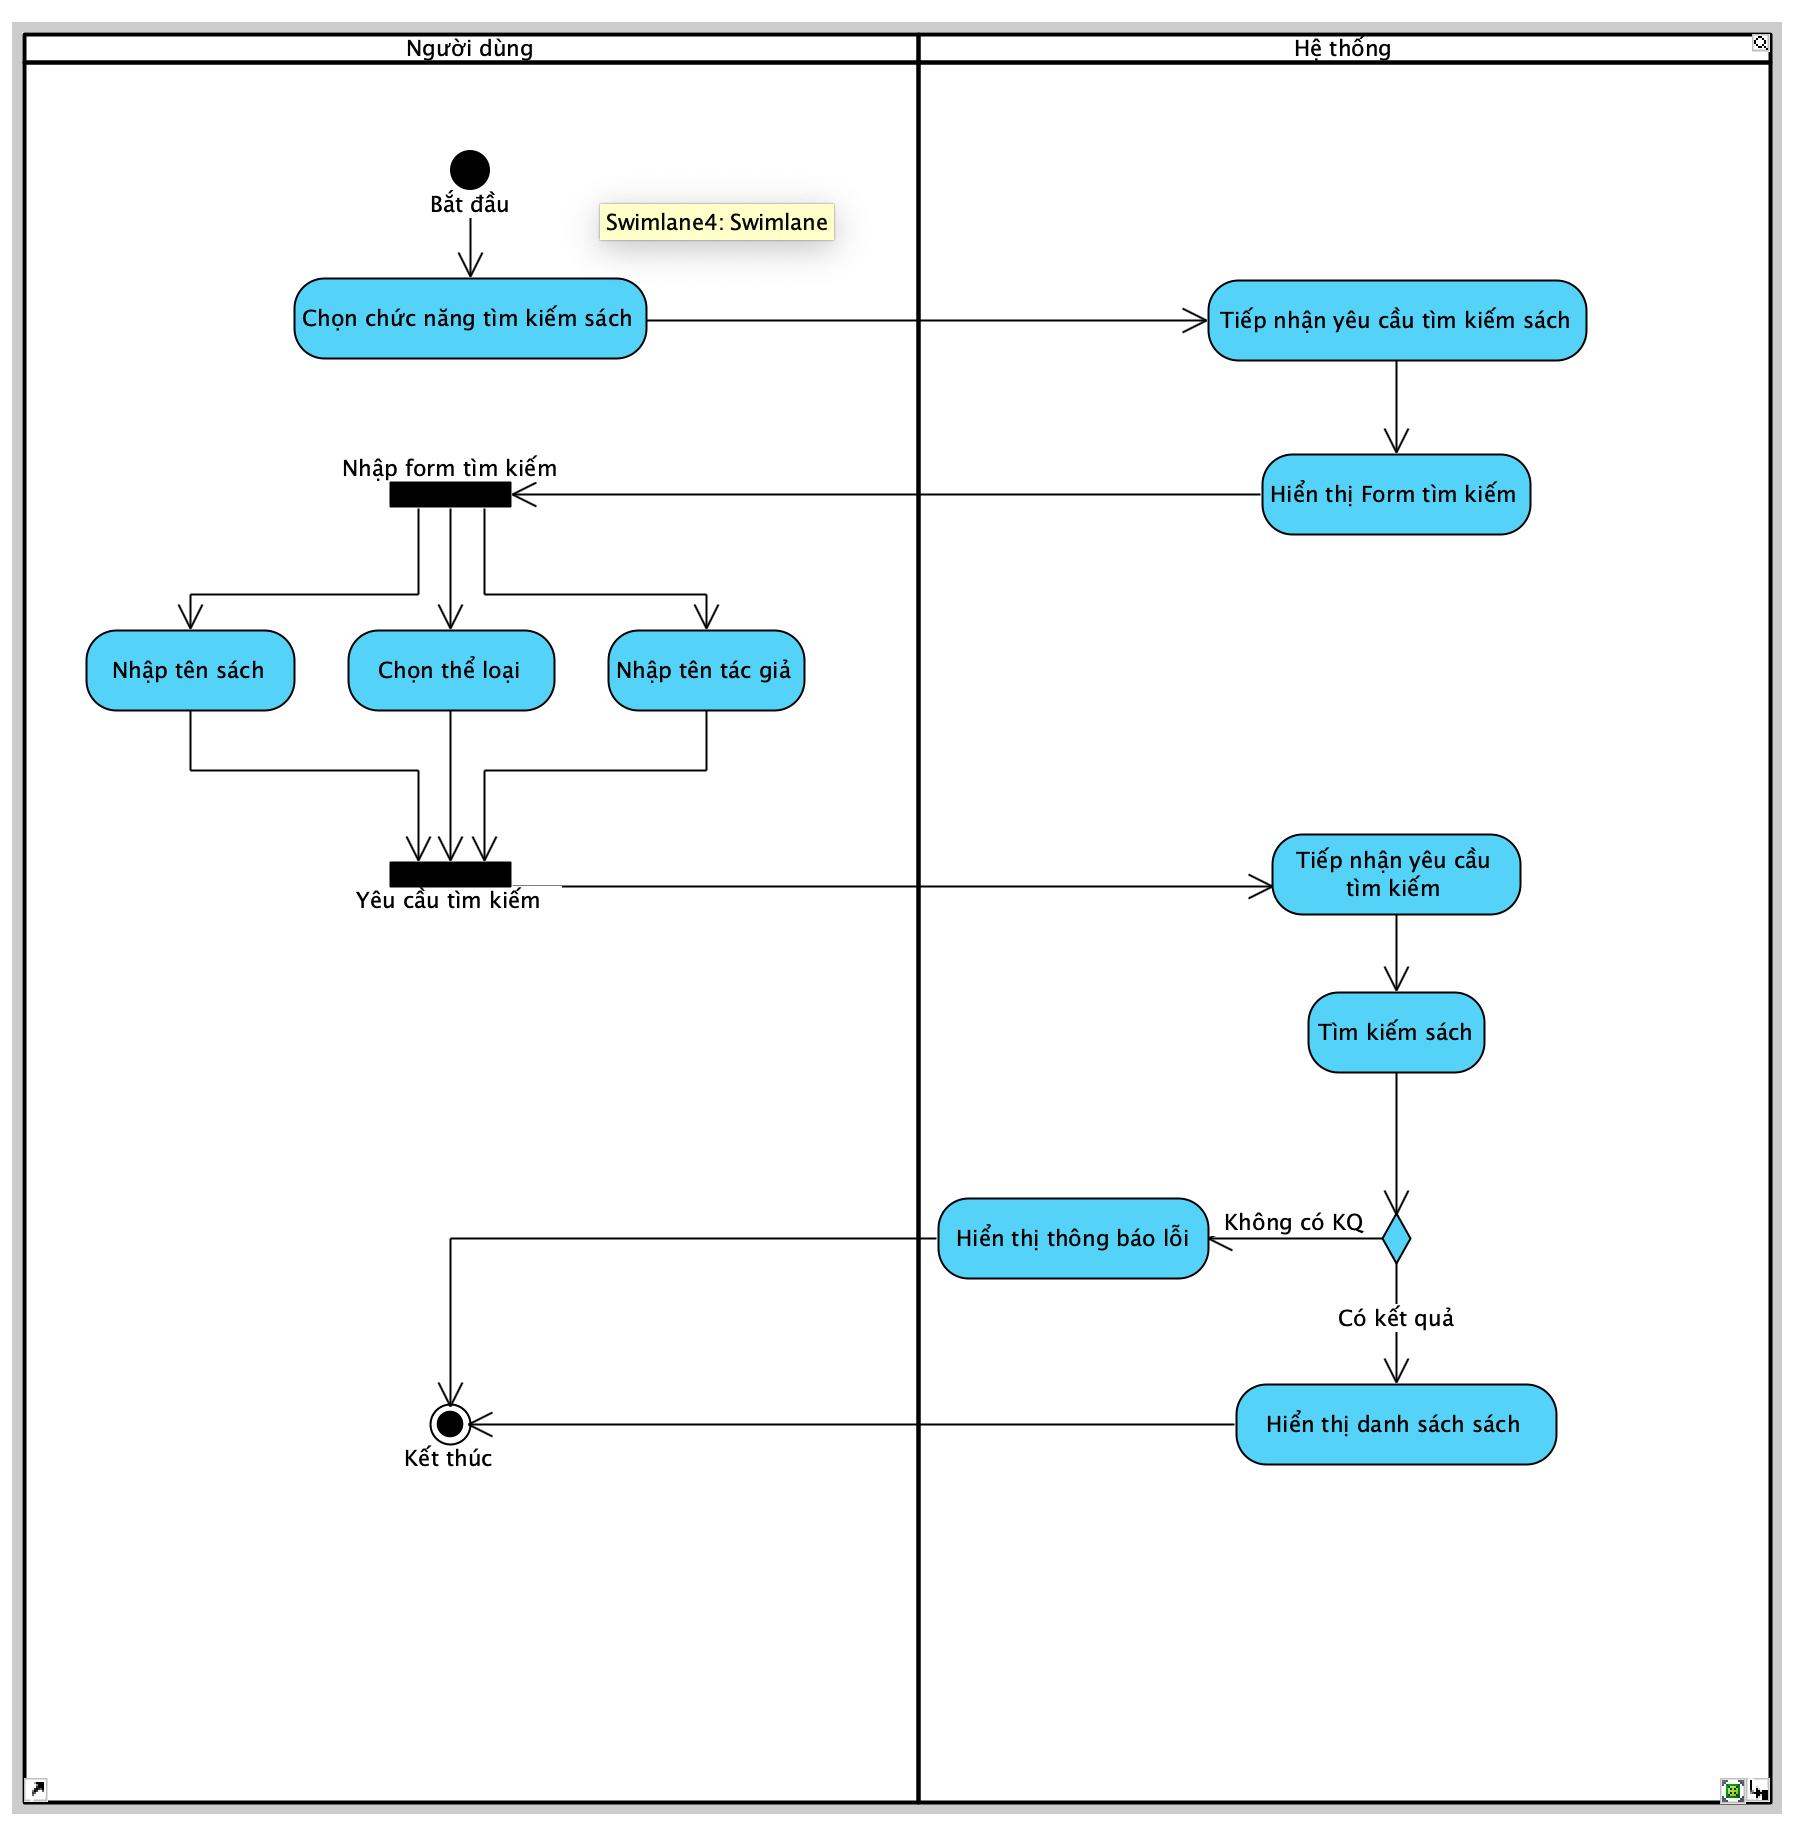 Người dùng
Hệ thống
Bắt đầu
Swimlane4: Swimlane
Chọn chức năng tìm kiếm sách
Tiếp nhận yêu cầu tìm kiếm sách
Nhập form tìm kiếm
Hiển thị Form tìm kiếm
Nhập tên sách
Chọn thể loại
Nhập tên tác giả
Yêu cầu tìm kiếm
Tiếp nhận yêu cầu
tìm kiếm
Tìm kiếm sách
Không có KQ
Hiển thị thông báo lỗi
Có kết quả
Hiển thị danh sách sách
Kết thúc